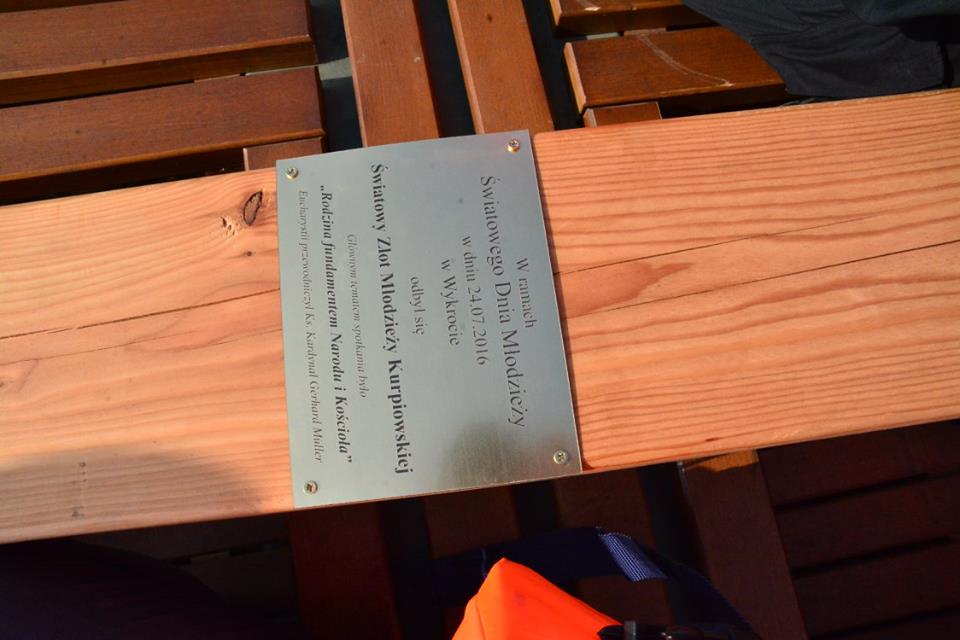 W ramach
Światowego Dnia Młodzieży
w dniu 24.07.2016
w Wykrocie
odbył się
Światowy Zlot Młodzieży Kurpiowskiej
Głównym tematem spotkania było
„Rodzina fundamentem Narodu i Kościoła”
Eucharystii przewodniczył Ks. Kardynał Gerhard Müller